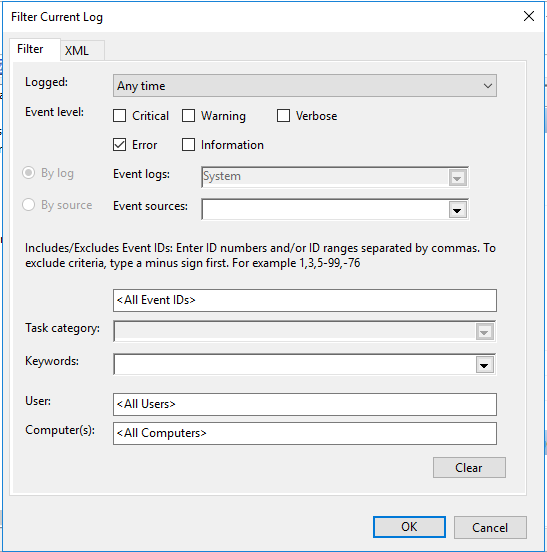 Filter Current Log
Filter XML
Logged: Any time
Event level: Critical Warning Verbose
Error Information
By log Event logs: System
By source Event sources:
Includes/Excludes Event IDs: Enter ID numbers and/or ID ranges separated by commas. To
exclude criteria, type a minus sign first. For example 1,3,5-99,-76
<All Event IDs>
Task category:
Keywords:
User: <All Users>
Computer(s): <All Computers>
Clear
OK Cancel